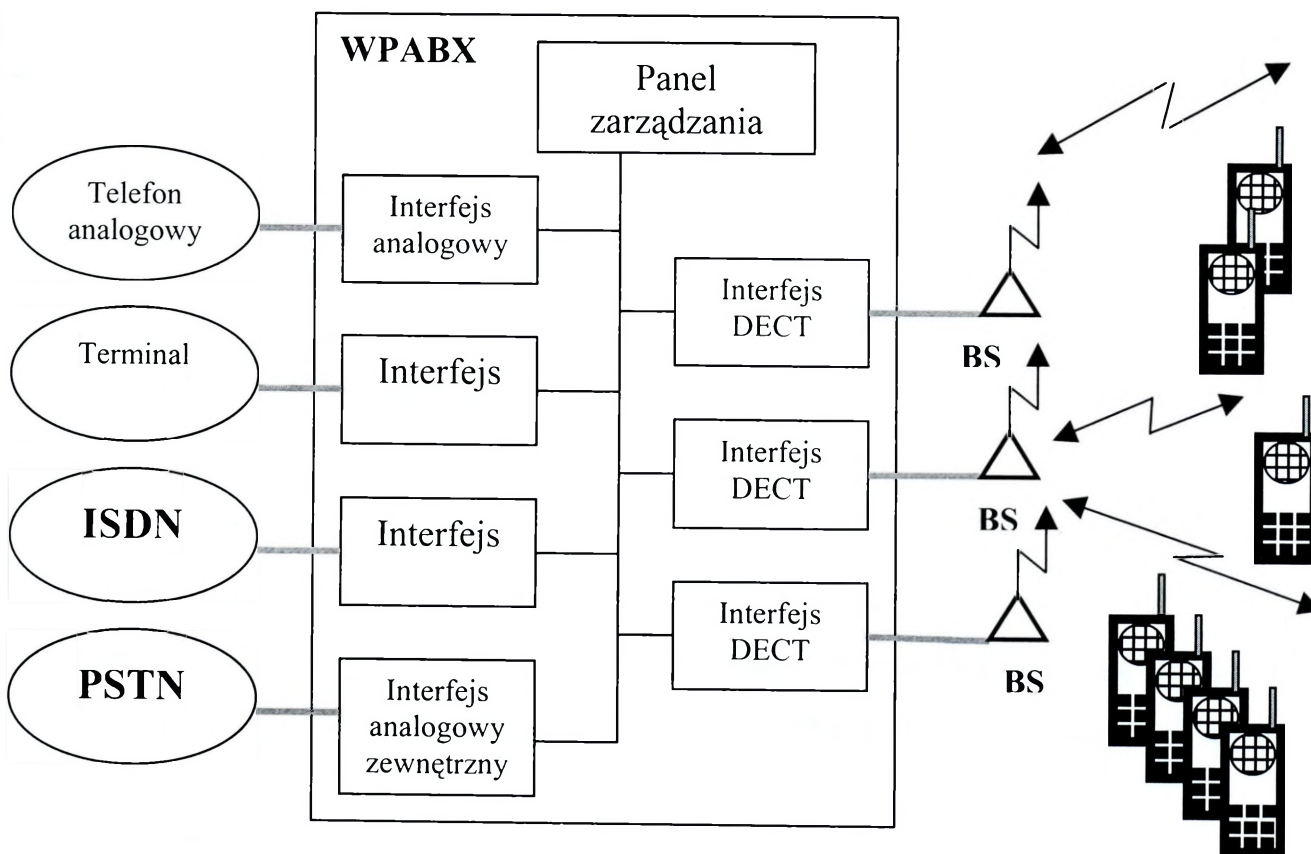 WPABX
Panel
zarządzania
Telefon
analogowy
Interfejs
analogowy
Interfejs
DECT
BS
Terminal
Interfejs
Interfejs
DECT
BS
ISDN
Interfejs
Interfejs
DECT
BS
PSTN
Interfejs
analogowy
zewnętrzny